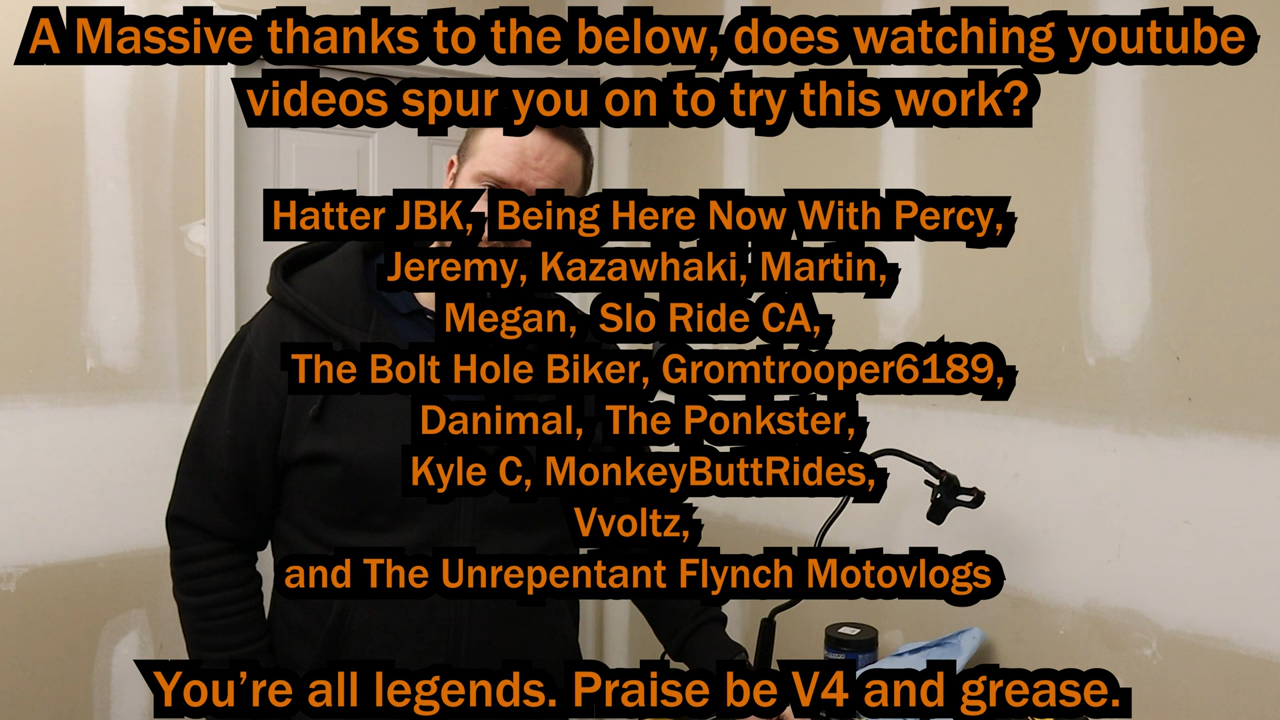 A Massive thanks to the below, does watching youtube
videos spur you on to try this work?
Hatter JBK, Being Here Now With Percy,
Jeremy, Kazawhaki, Martin,
Megan, Slo Ride CA,
The Bolt Hole Biker, Gromtrooper6189,
Danimal, The Ponkster,
Kyle C, MonkeyButtRides,
Vvoltz,
and The Unrepentant Flynch Motovlogs
You're all legends. Praise be V4 and grease.